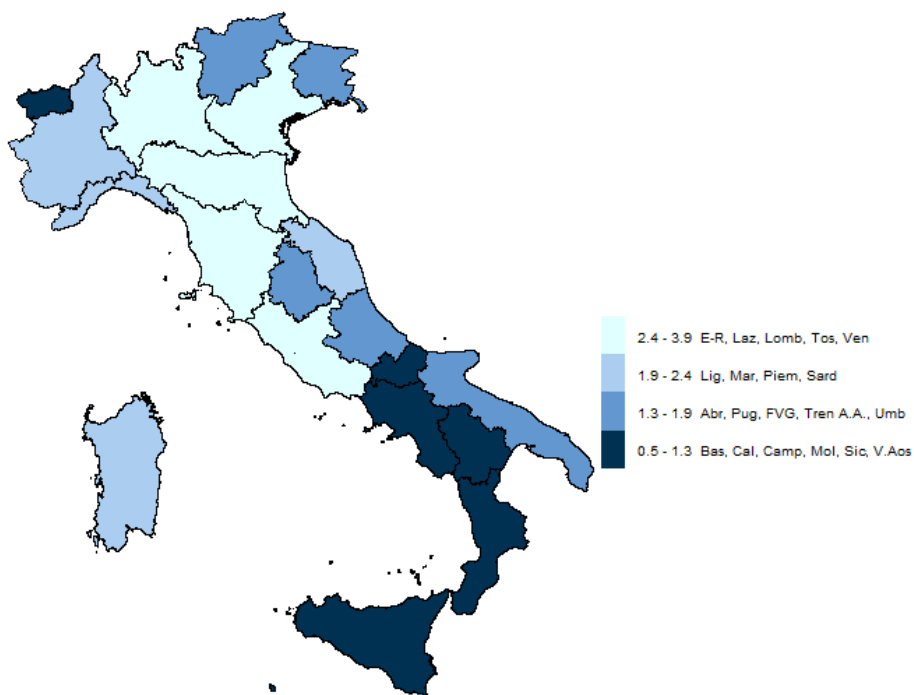 2.4 - 3.9 E-R, Laz, Lomb, Tos, Ven
1.9 - 2.4 Lig, Mar, Piem, Sard
1.3 - 1.9 Abr, Pug, FVG, Tren A.A., Umb
0.5 - 1.3 Bas, Cal, Camp, Mol, Sic, V.Aos